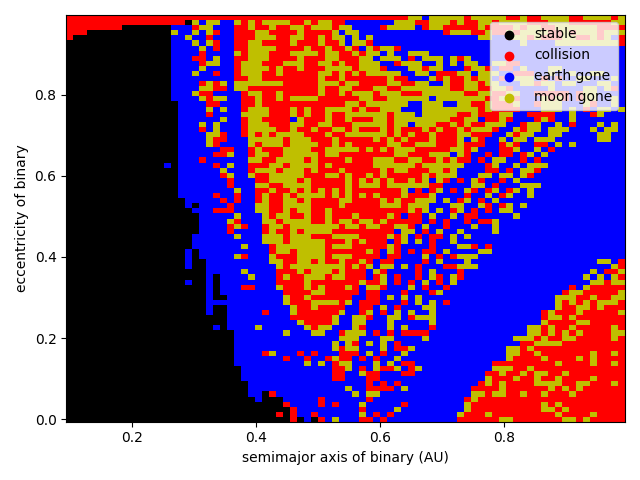 stable
collision
earth gone
moon gone
eccentricity of binary
0.8
0.6
0.4
0.2
0.0
0.2 0.4 0.6 0.8
semimajor axis of binary (AU)